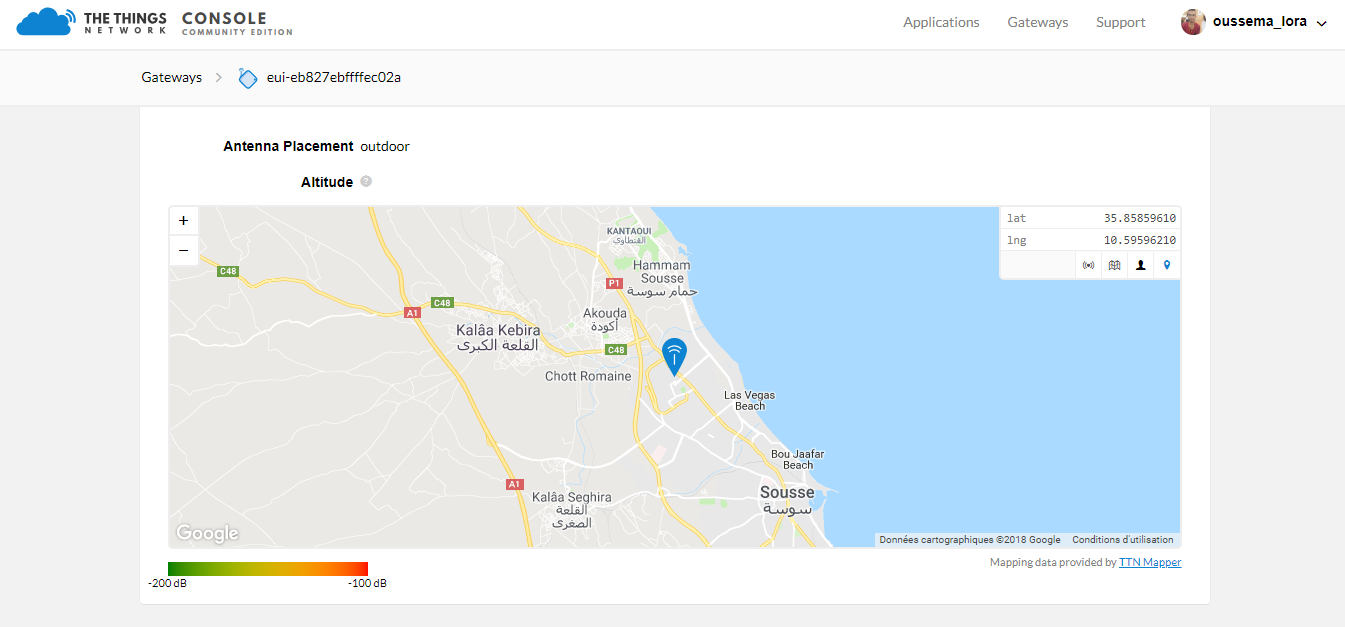 THE THINGS NETWORK CONSOLE COMMUNITY EDITION
Applications Gateways Support oussema_lora
Gateways eui-eb827ebffffec02a
Antenna Placement outdoor
Altitude ?
+
−
lat 35.85859610
lng 10.59596210
KANTAOUI
القنطاوي
Hammam
Sousse
حمام سوسة
C48
P1
C48
A1
Akouda
أكودة
Kalâa Kebira
القلعة الكبرى
C48
Chott Romaine
Las Vegas
Beach
Bou Jaafar
Beach
A1
Sousse
سوسة
Kalâa Seghira
القلعة
الصغرى
Google
Données cartographiques ©2018 Google Conditions d'utilisation
Mapping data provided by TTN Mapper
-200 dB -100 dB